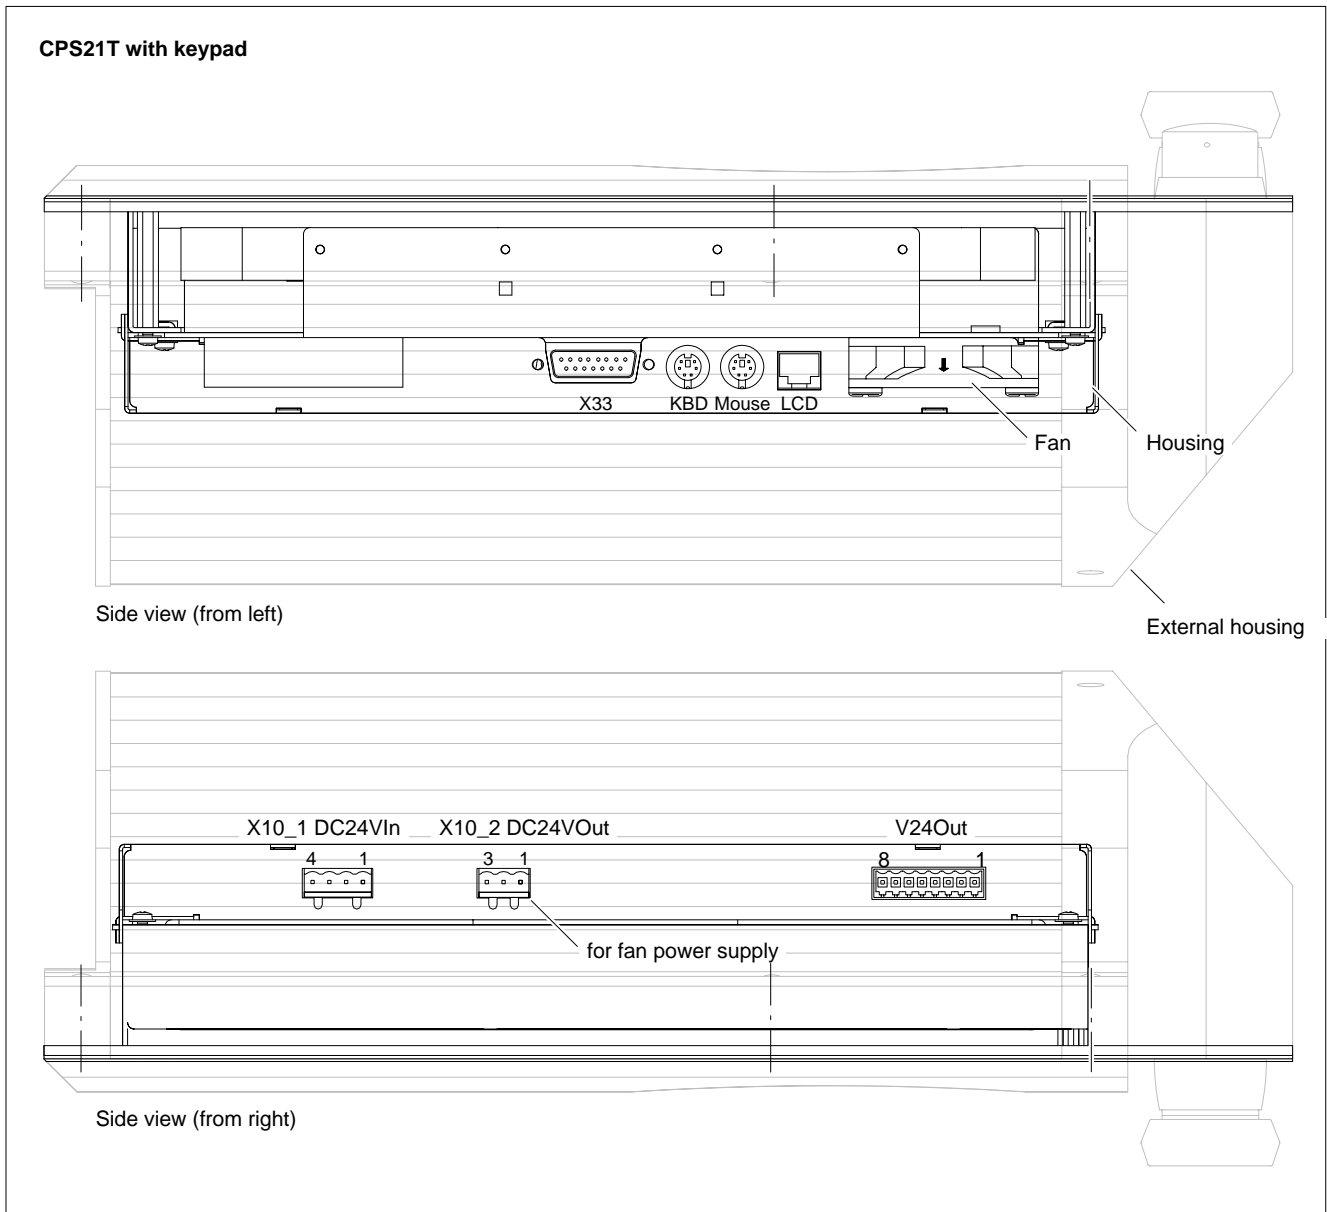 CPS21T with keypad
X33 KBD Mouse LCD
Fan
Housing
Side view (from left)
External housing
X10_1 DC24VIn X10_2 DC24VOut V24Out
4 1 3 1 8 1
for fan power supply
Side view (from right)